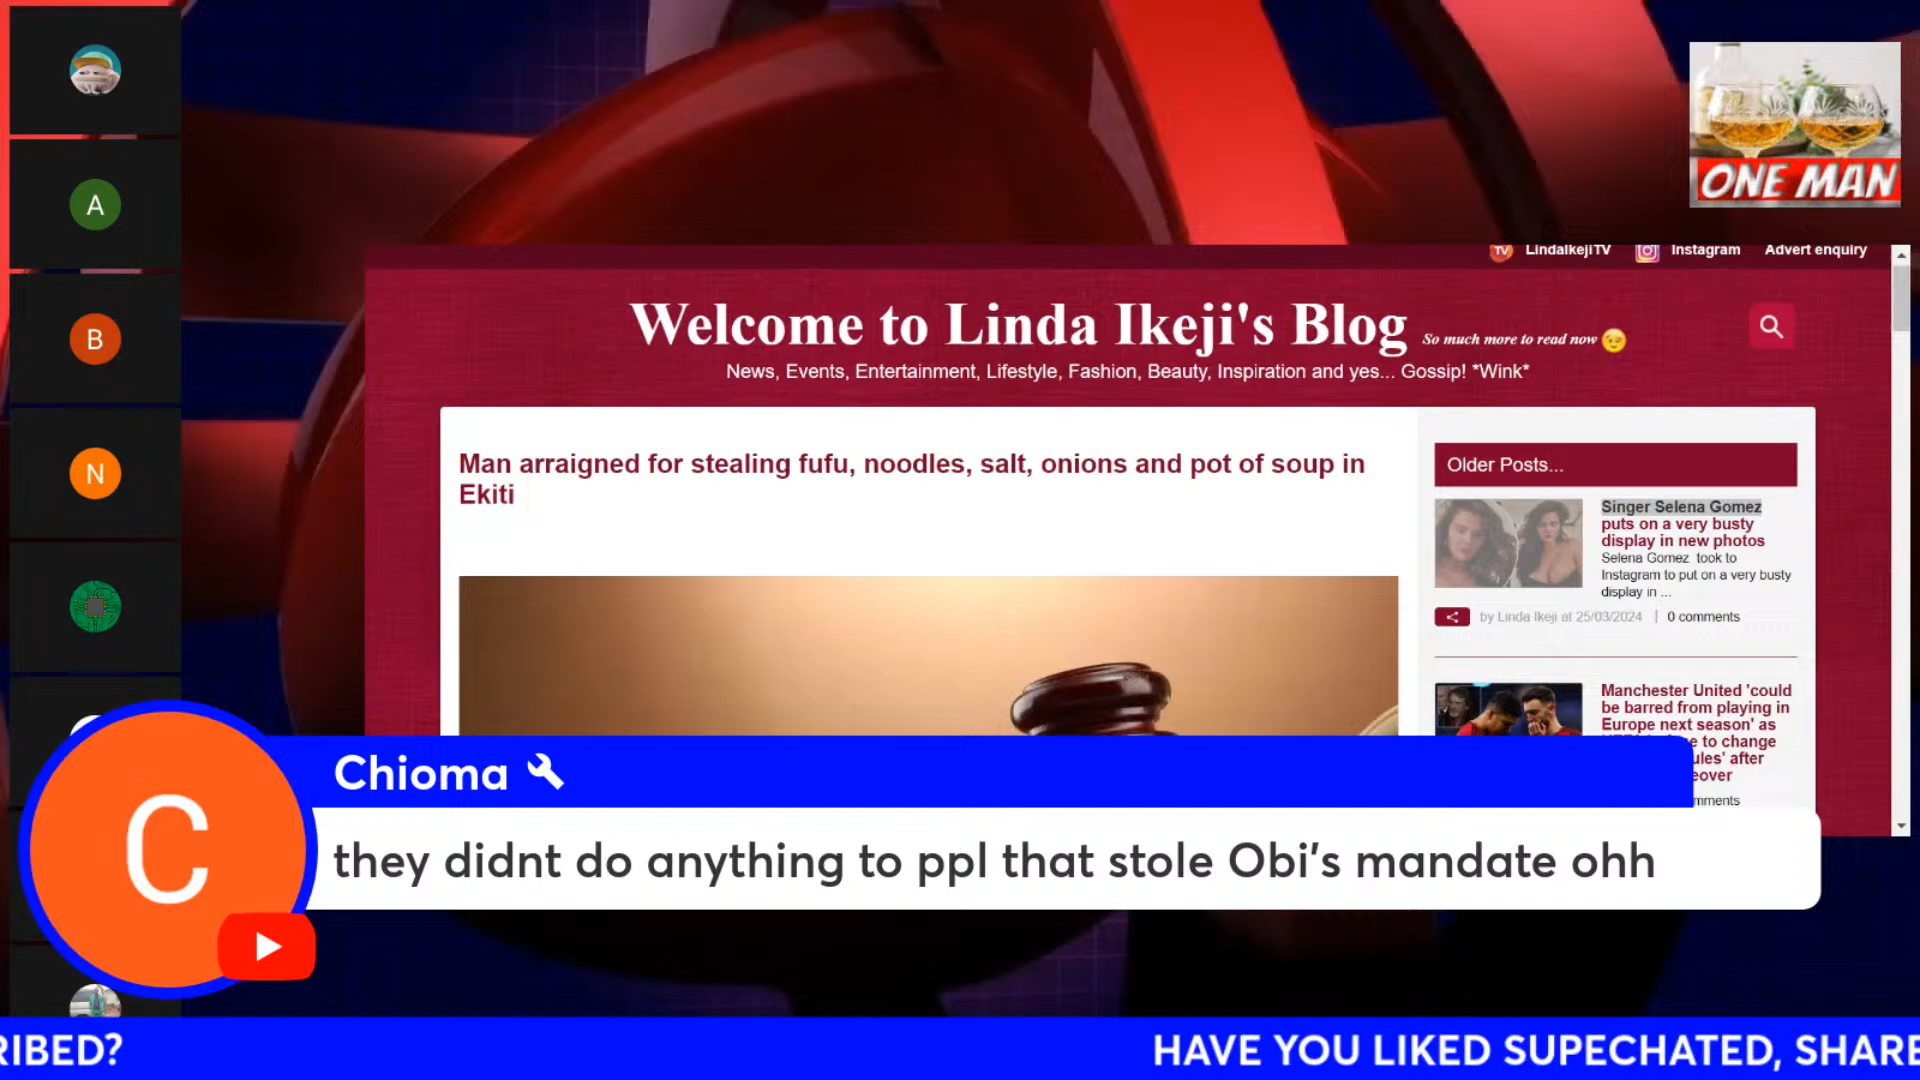 A
B
N
ONE MAN
TV LindaIkejiTV Instagram Advert enquiry
Welcome to Linda Ikeji's Blog So much more to read now
News, Events, Entertainment, Lifestyle, Fashion, Beauty, Inspiration and yes... Gossip! *Wink*
Man arraigned for stealing fufu, noodles, salt, onions and pot of soup in
Ekiti
Older Posts...
Singer Selena Gomez
puts on a very busty
display in new photos
Selena Gomez took to
Instagram to put on a very busty
display in ...
by Linda Ikeji at 25/03/2024 | 0 comments
Manchester United 'could
be barred from playing in
Europe next season' as
to change
after
Chioma
C
they didnt do anything to ppl that stole Obi's mandate ohh
HAVE YOU LIKED SUPECHATED, SHARE